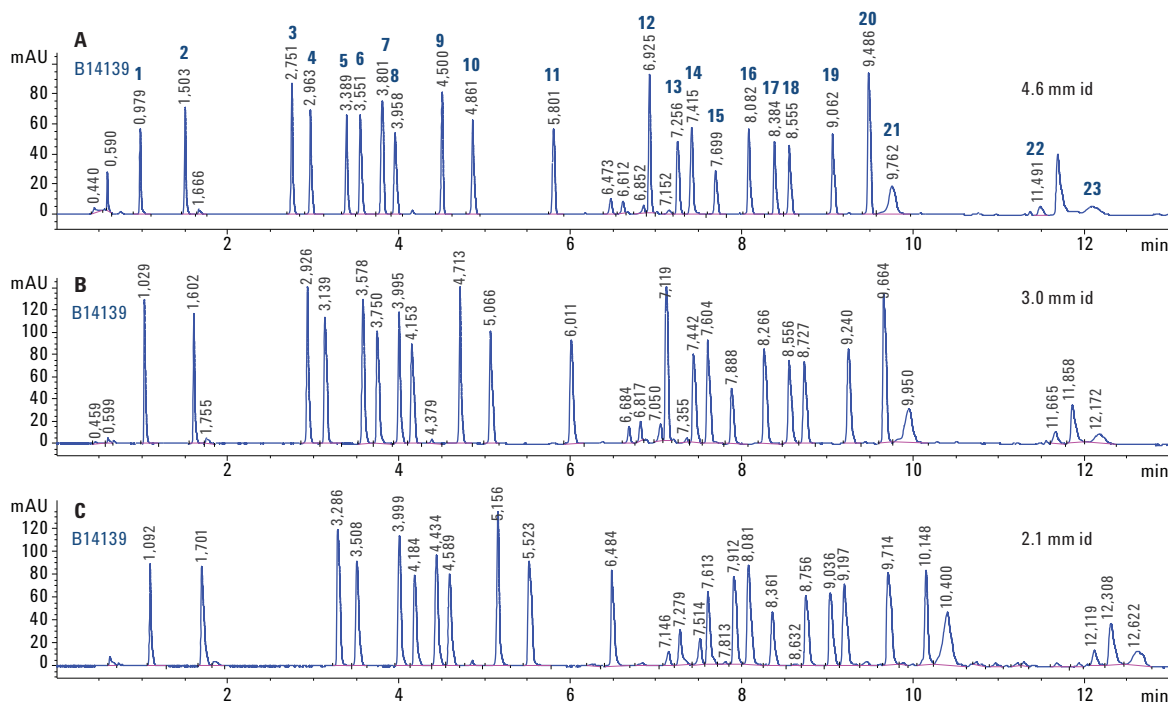 A
mAU
B14139
4.6 mm id
1 2 3 4 5 6 7 8 9 10 11 12 13 14 15 16 17 18 19 20 21 22 23
0,440 0,590 0,979 1,503 1,666 2,751 2,963 3,389 3,551 3,801 3,958 4,500 4,861 5,801 6,473 6,612 6,852 6,925 7,152 7,256 7,415 7,699 8,082 8,384 8,555 9,062 9,486 9,762 11,491
80
60
40
20
0
2 4 6 8 10 12 min
B
mAU
B14139
3.0 mm id
0,459 0,599 1,029 1,602 1,755 2,926 3,139 3,578 3,750 3,995 4,153 4,379 4,713 5,066 6,011 6,684 6,817 7,050 7,119 7,355 7,442 7,604 7,888 8,266 8,556 8,727 9,240 9,664 9,950 11,665 11,858 12,172
120
100
80
60
40
20
0
2 4 6 8 10 12 min
C
mAU
B14139
2.1 mm id
1,092 1,701 3,286 3,508 3,999 4,184 4,434 4,589 5,156 5,523 6,484 7,146 7,279 7,514 7,613 7,813 7,912 8,081 8,361 8,632 8,756 9,036 9,197 9,714 10,148 10,400 12,119 12,308 12,622
120
100
80
60
40
20
0
2 4 6 8 10 12 min